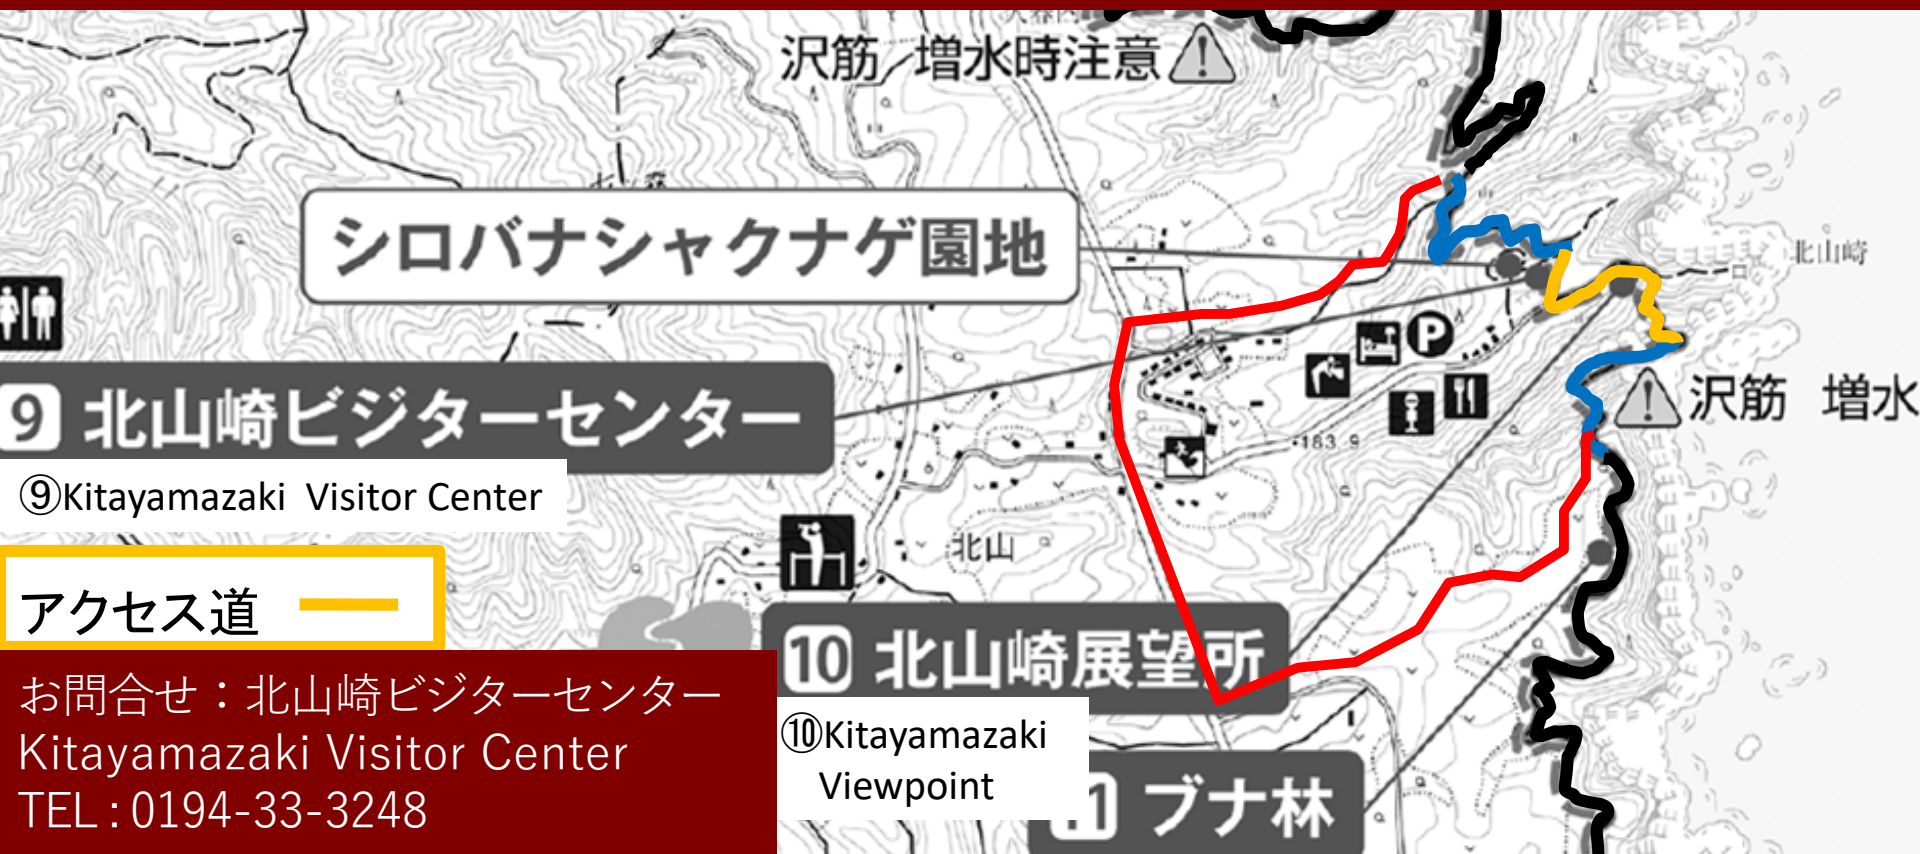 沢筋 増水時注意
シロバナシャクナゲ園地
北山崎
P
沢筋 増水
9 北山崎ビジターセンター
183 9
⑨Kitayamazaki Visitor Center
北山
アクセス道
10 北山崎展望所
お問合せ：北山崎ビジターセンター
Kitayamazaki Visitor Center
TEL：0194-33-3248
⑩Kitayamazaki
Viewpoint
11 ブナ林